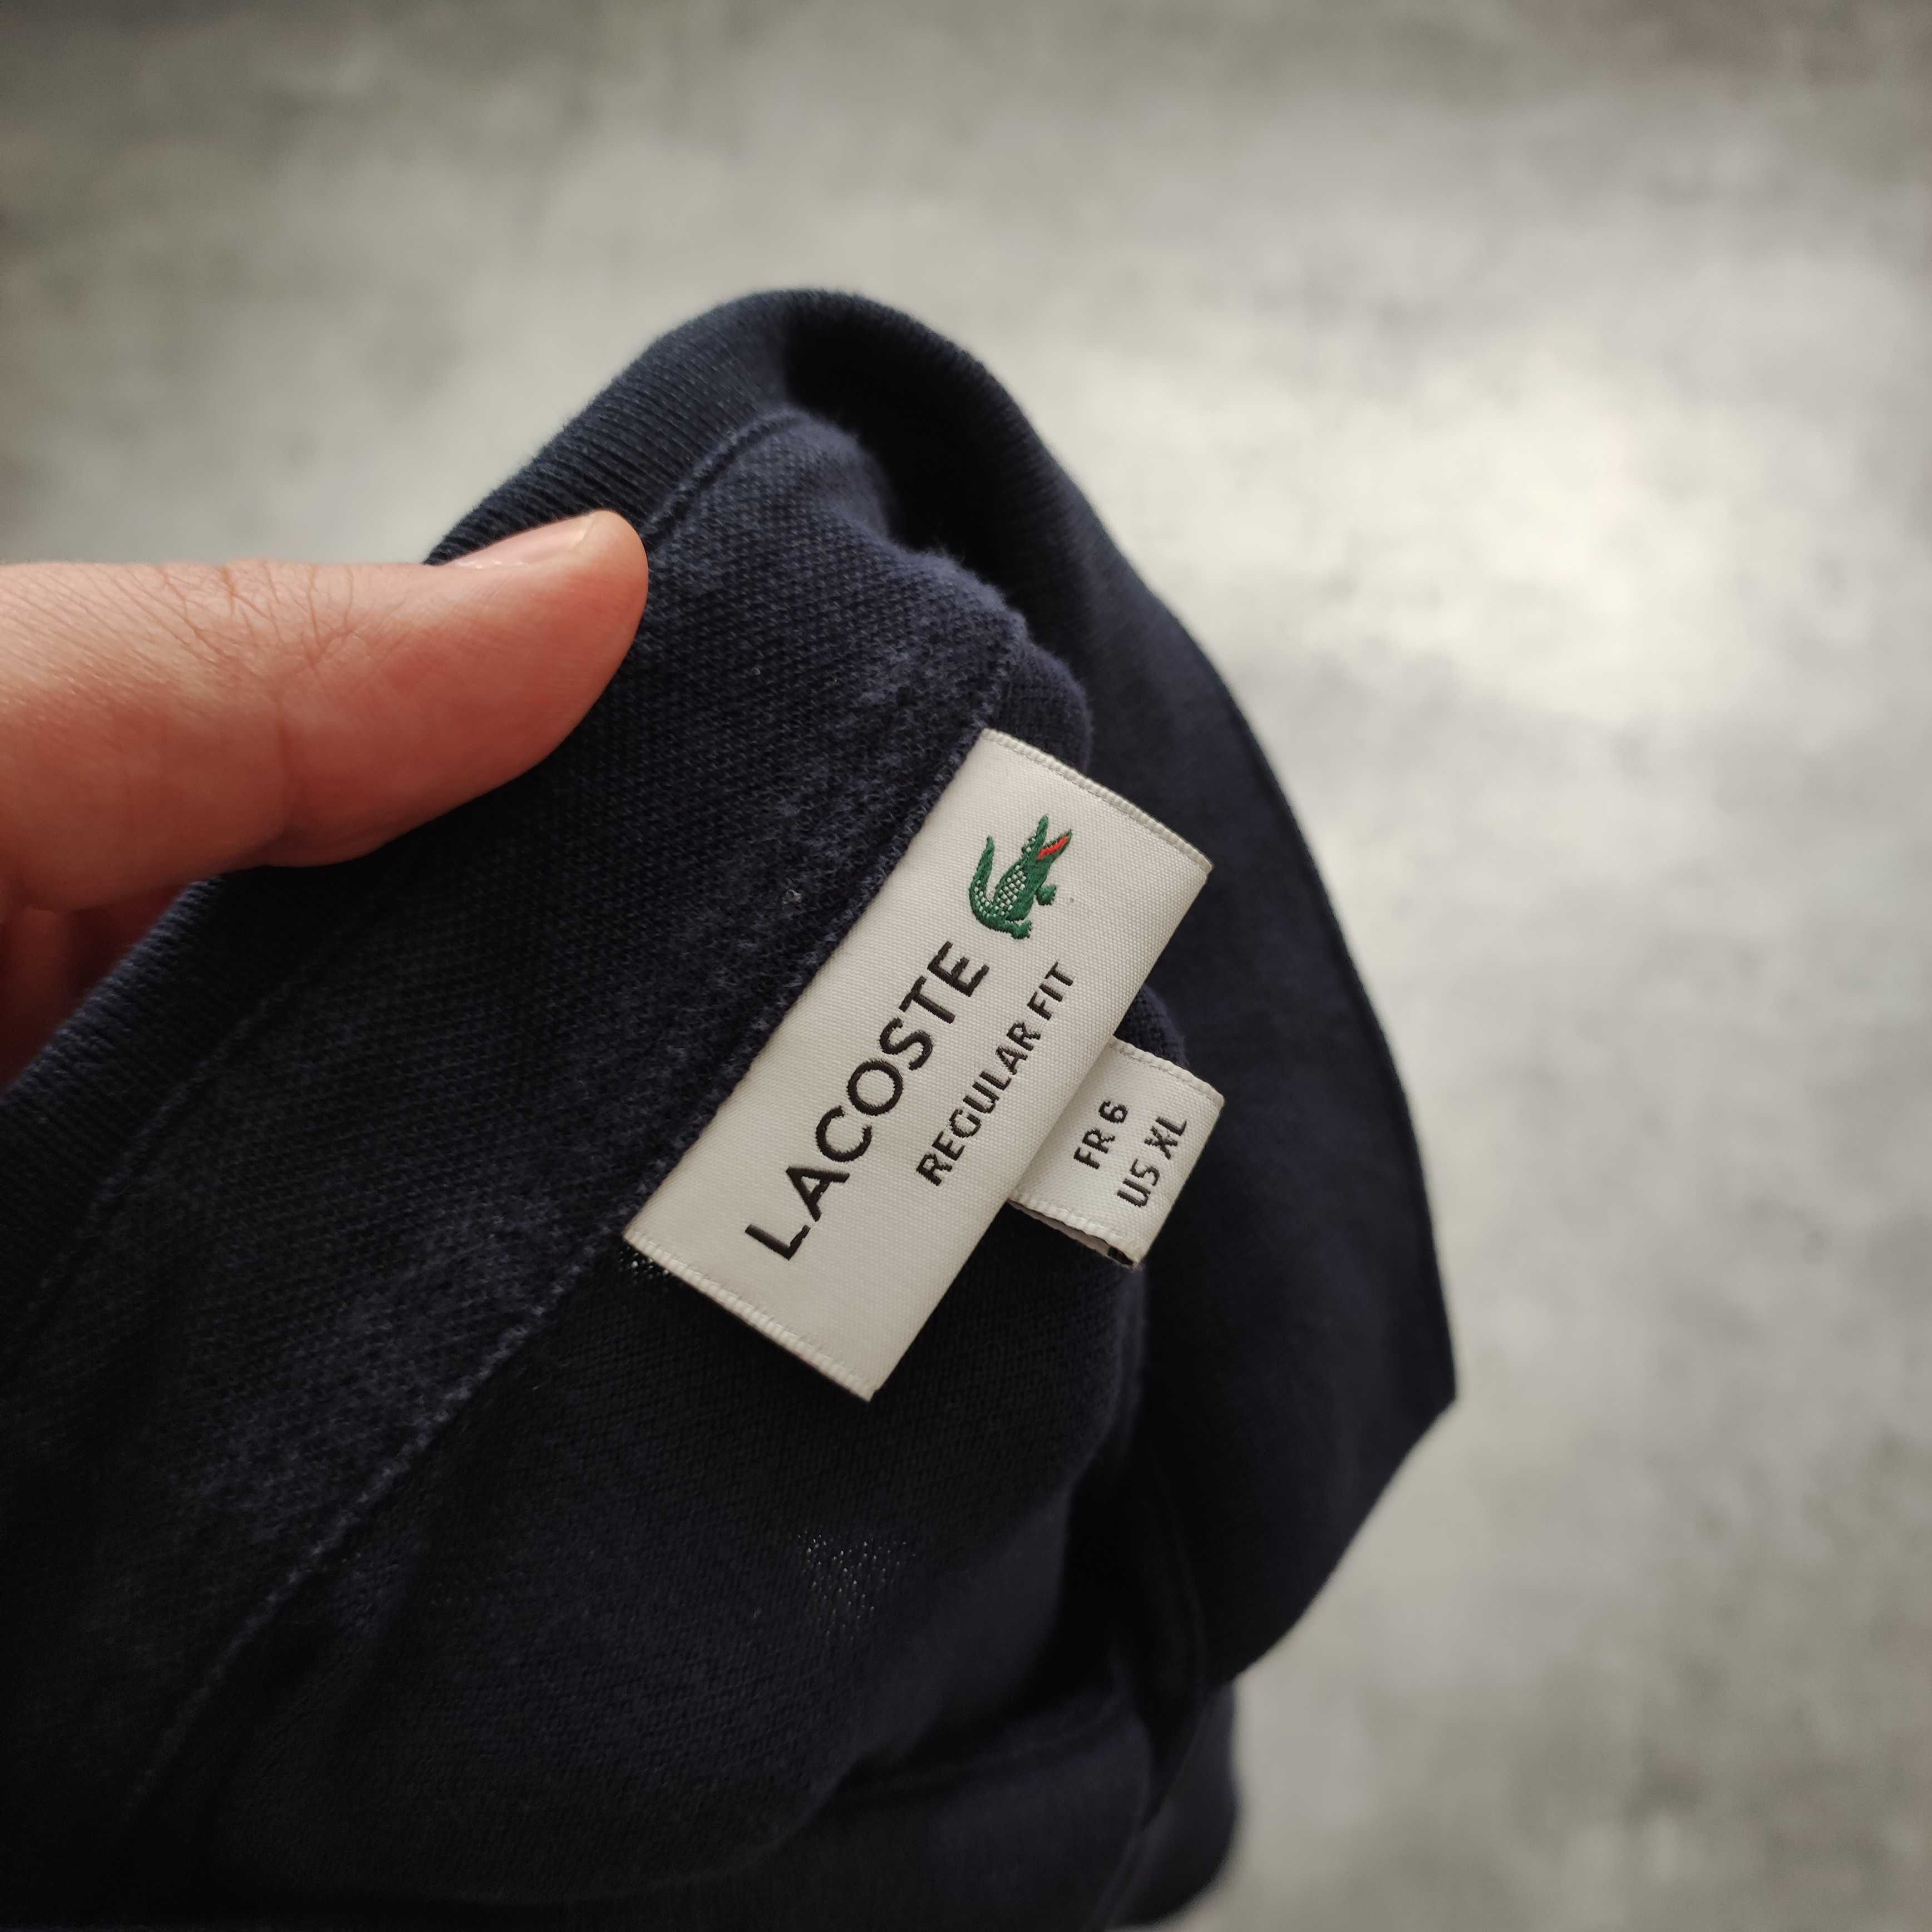 LACOSTE
REGULAR FIT
FR 6
US XL